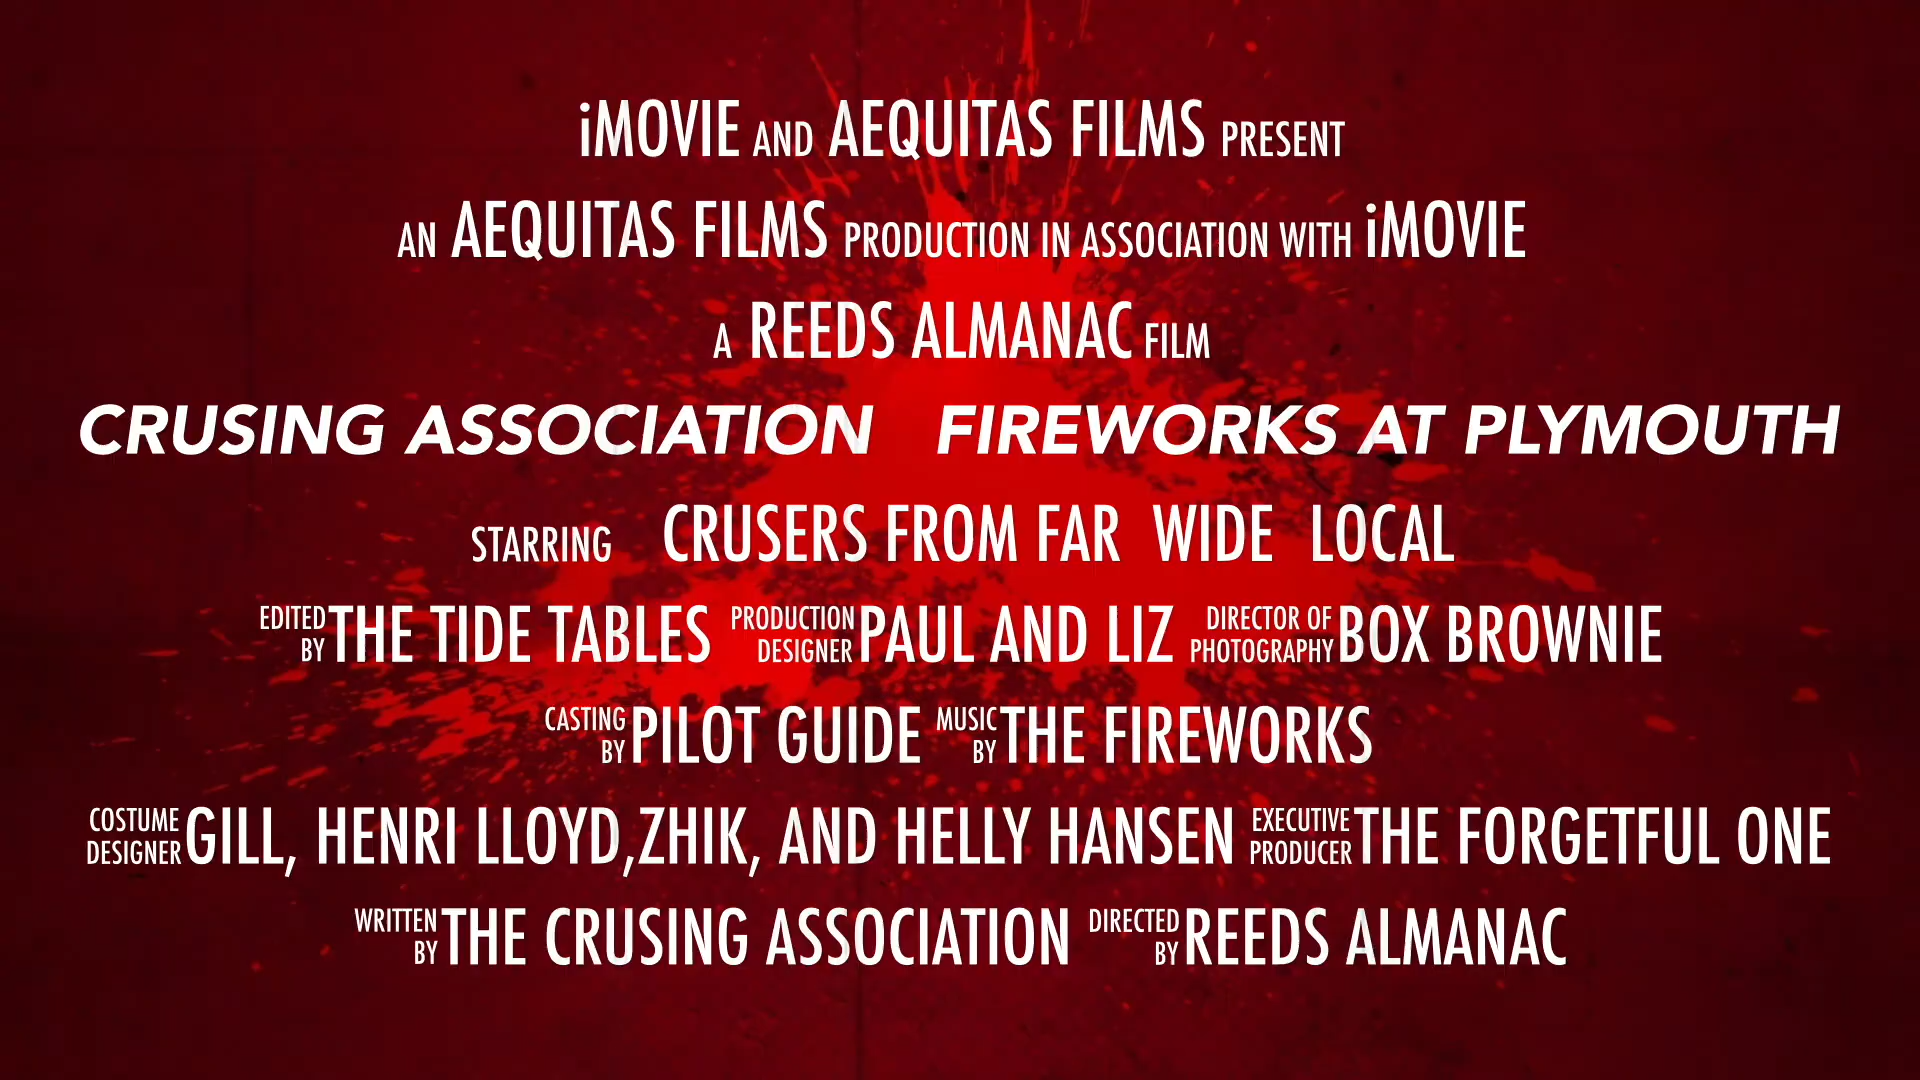 iMOVIE AND AEQUITAS FILMS PRESENT
AN AEQUITAS FILMS PRODUCTION IN ASSOCIATION WITH iMOVIE
A REEDS ALMANAC FILM
CRUSING ASSOCIATION FIREWORKS AT PLYMOUTH
STARRING CRUSERS FROM FAR WIDE LOCAL
EDITED BY THE TIDE TABLES PRODUCTION DESIGNER PAUL AND LIZ DIRECTOR OF PHOTOGRAPHY BOX BROWNIE
CASTING BY PILOT GUIDE MUSIC BY THE FIREWORKS
COSTUME DESIGNER GILL, HENRI LLOYD,ZHIK, AND HELLY HANSEN EXECUTIVE PRODUCER THE FORGETFUL ONE
WRITTEN BY THE CRUSING ASSOCIATION DIRECTED BY REEDS ALMANAC